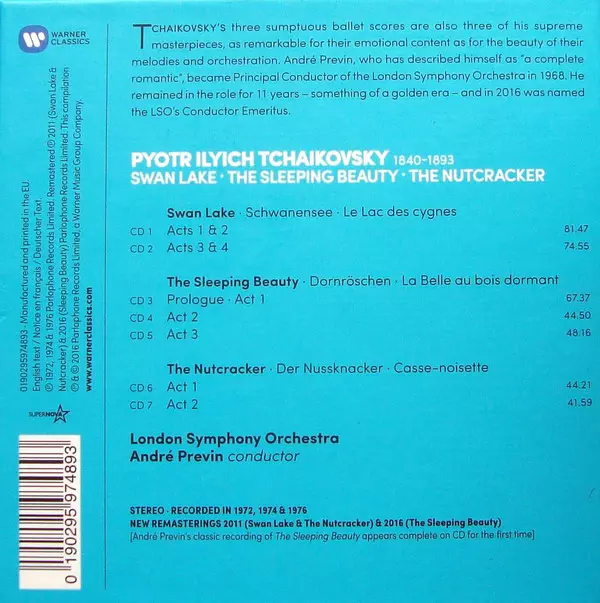 WARNER
CLASSICS
TCHAIKOVSKY'S three sumptuous ballet scores are also three of his supreme
masterpieces, as remarkable for their emotional content as for the beauty of their
melodies and orchestration. André Previn, who has described himself as "a complete
romantic", became Principal Conductor of the London Symphony Orchestra in 1968. He
remained in the role for 11 years – something of a golden era – and in 2016 was named
the LSO's Conductor Emeritus.
PYOTR ILYICH TCHAIKOVSKY 1840-1893
SWAN LAKE · THE SLEEPING BEAUTY · THE NUTCRACKER
Swan Lake · Schwanensee · Le Lac des cygnes
CD 1 Acts 1 & 2 81.47
CD 2 Acts 3 & 4 74.55
The Sleeping Beauty · Dornröschen · La Belle au bois dormant
CD 3 Prologue · Act 1 67.37
CD 4 Act 2 44.50
CD 5 Act 3 48.16
The Nutcracker · Der Nussknacker · Casse-noisette
CD 6 Act 1 44.21
CD 7 Act 2 41.59
London Symphony Orchestra
André Previn conductor
STEREO · RECORDED IN 1972, 1974 & 1976
NEW REMASTERINGS 2011 (Swan Lake & The Nutcracker) & 2016 (The Sleeping Beauty)
[André Previn's classic recording of The Sleeping Beauty appears complete on CD for the first time]
0190295974893 · Manufactured and printed in the EU.
English text / Notice en français / Deutscher Text.
℗ 1972, 1974 & 1976 Parlophone Records Limited. Remastered ℗ 2011 (Swan Lake &
Nutcracker) & 2016 (Sleeping Beauty) Parlophone Records Limited. This compilation
℗ & © 2016 Parlophone Records Limited, a Warner Music Group Company.
www.warnerclassics.com
SUPERNOVA
0 190295 974893